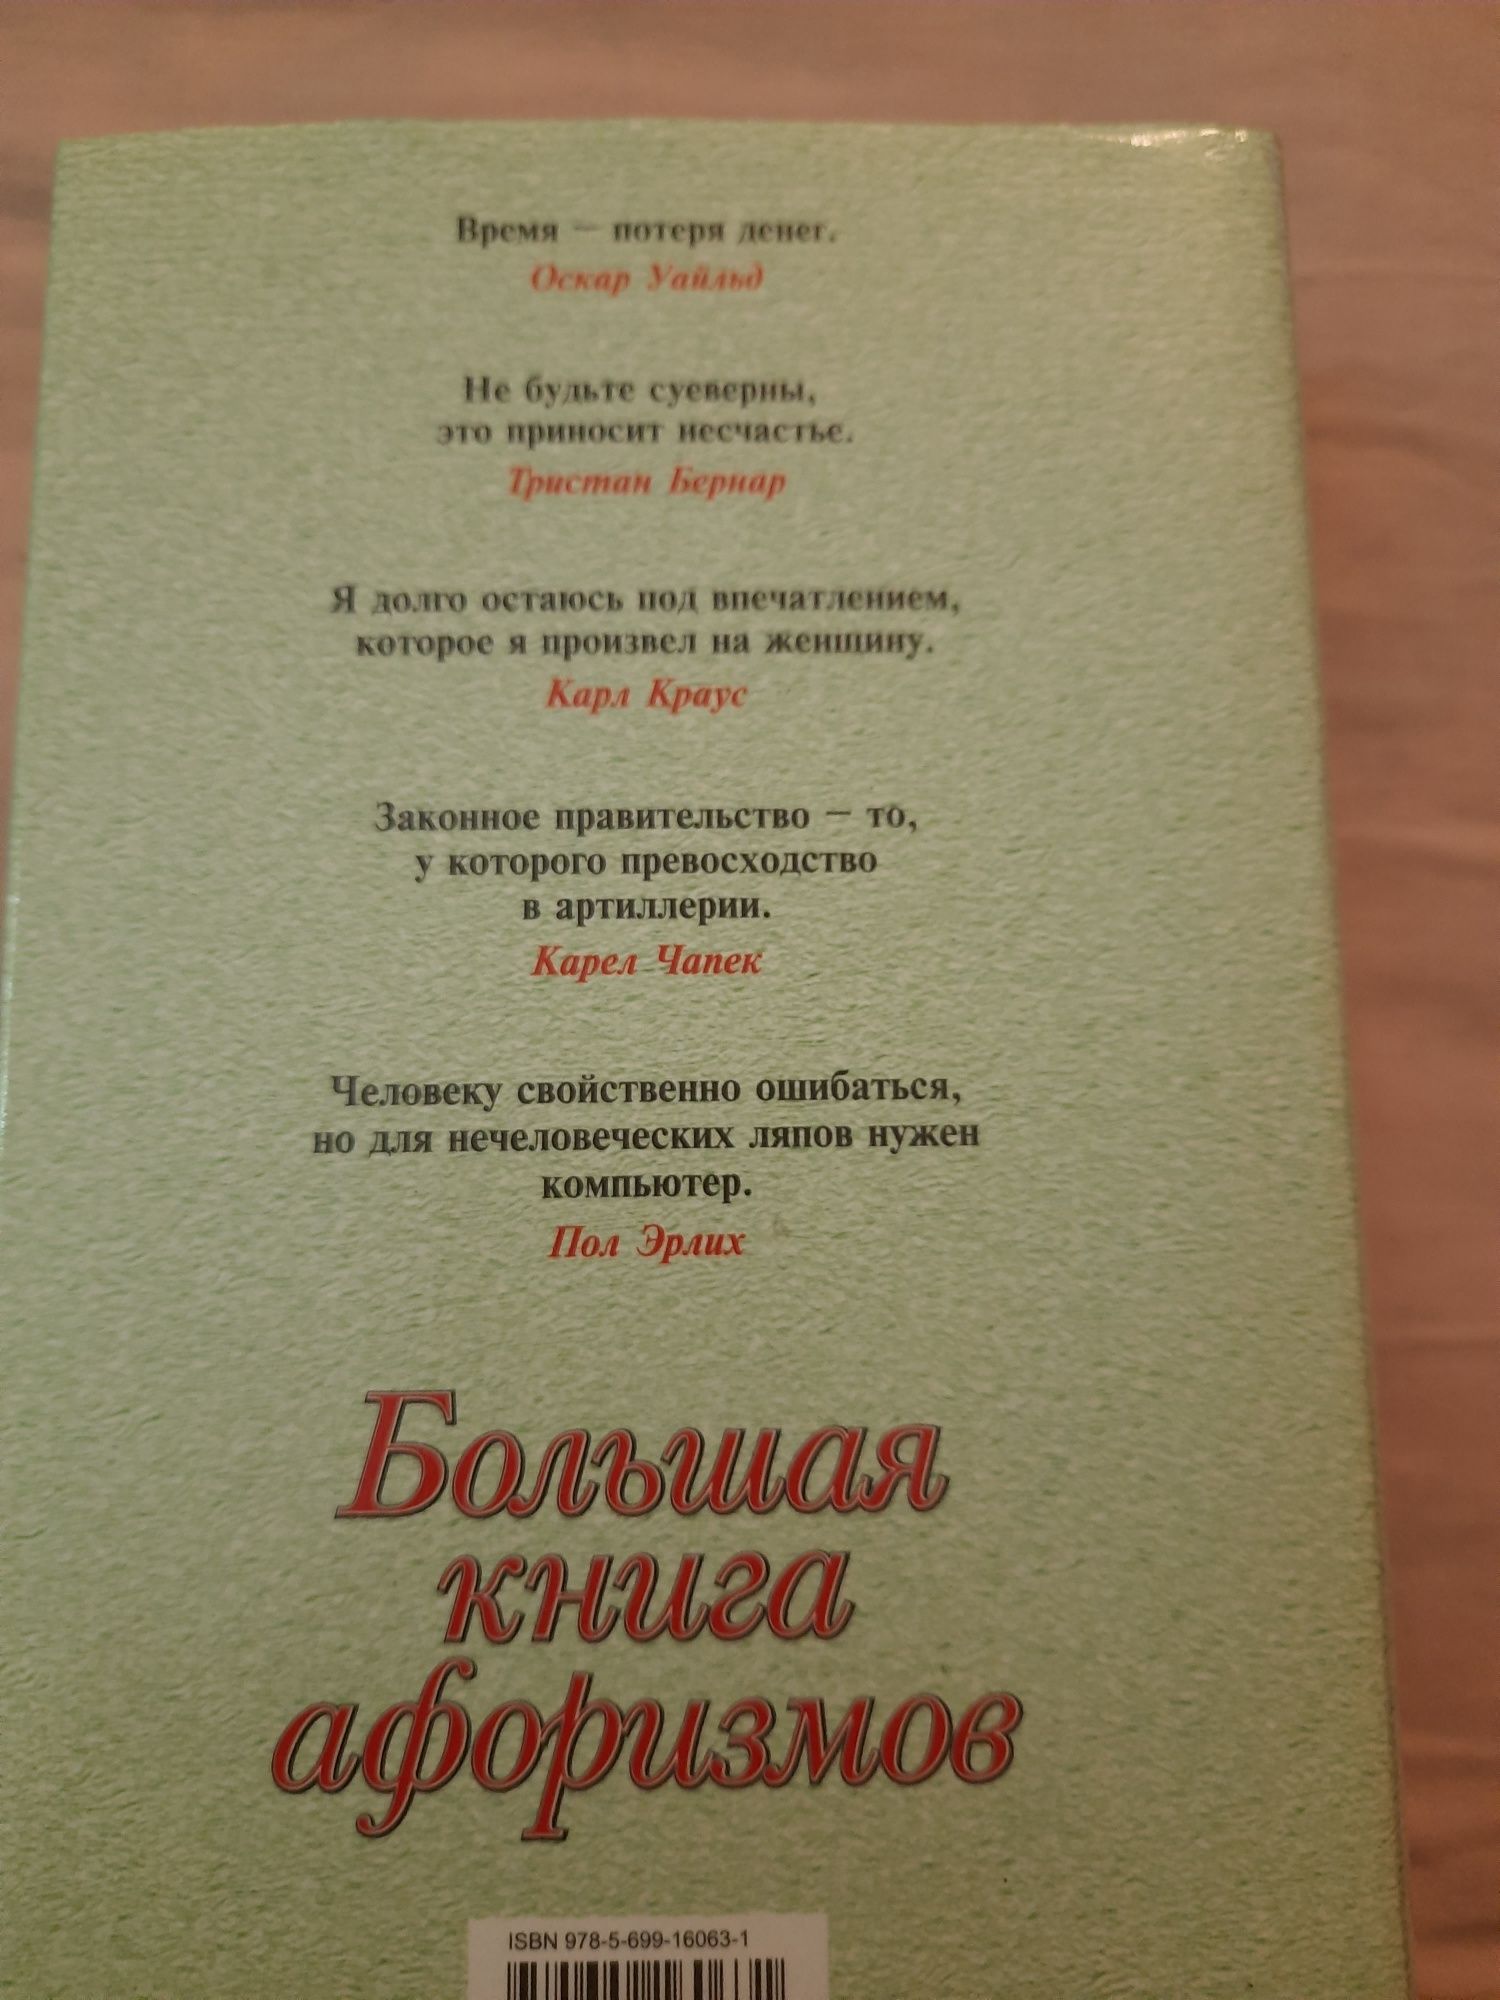 Время — потеря денег.
Оскар Уайльд
Не будьте суеверны,
это приносит несчастье.
Тристан Бернар
Я долго остаюсь под впечатлением,
которое я произвел на женщину.
Карл Краус
Законное правительство — то,
у которого превосходство
в артиллерии.
Карел Чапек
Человеку свойственно ошибаться,
но для нечеловеческих ляпов нужен
компьютер.
Пол Эрлих
Большая
книга
афоризмов
ISBN 978-5-699-16063-1